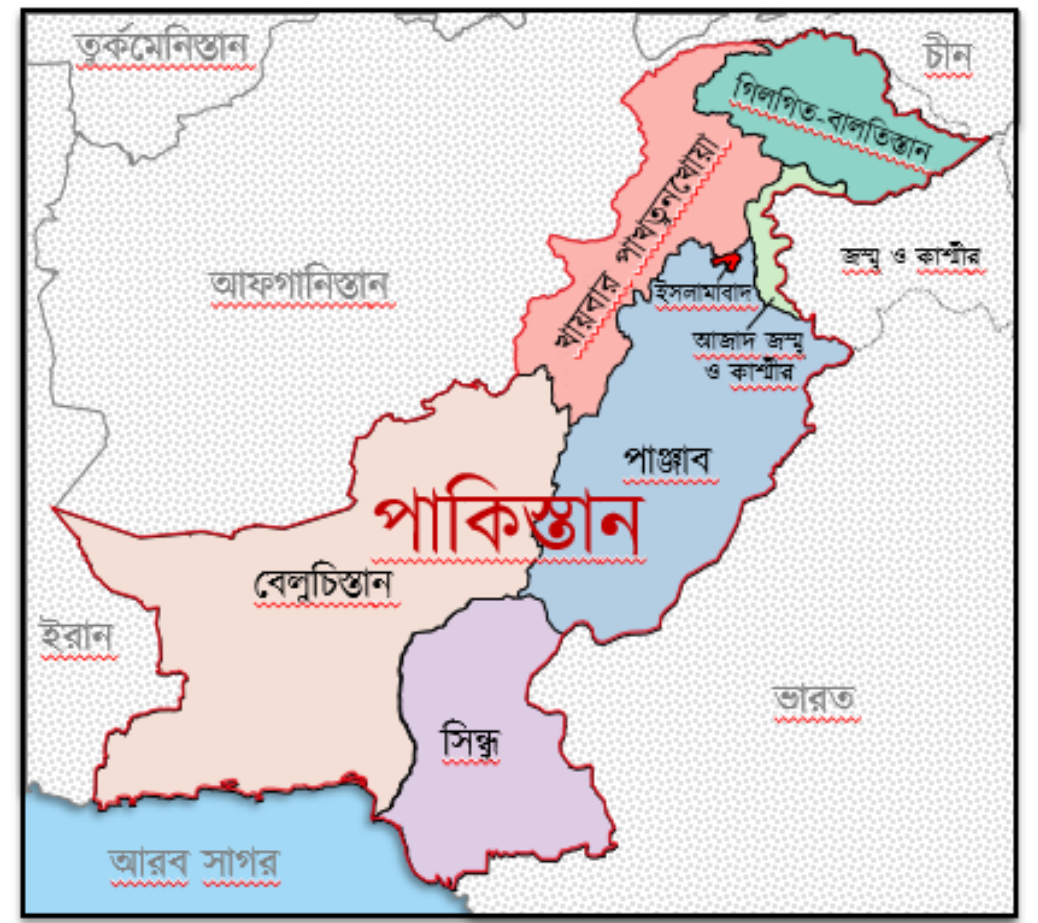 তুর্কমেনিস্তান
চীন
গিলগিত-বালতিস্তান
খায়বার পাখতুনখোয়া
আফগানিস্তান
জম্মু ও কাশ্মীর
ইসলামাবাদ
আজাদ জম্মু
ও কাশ্মীর
পাঞ্জাব
পাকিস্তান
বেলুচিস্তান
ইরান
ভারত
সিন্ধু
আরব সাগর